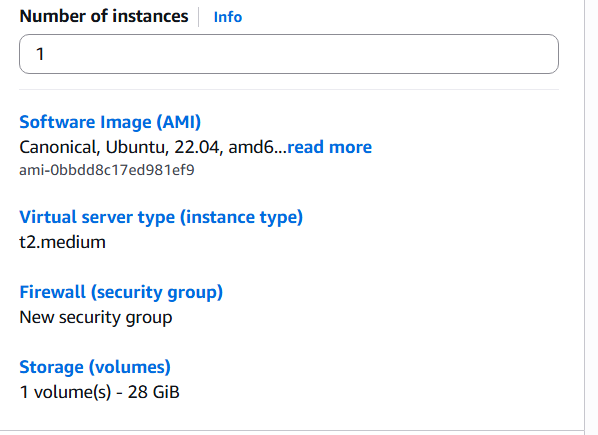 Number of instances Info
1
Software Image (AMI)
Canonical, Ubuntu, 22.04, amd6...read more
ami-0bbdd8c17ed981ef9
Virtual server type (instance type)
t2.medium
Firewall (security group)
New security group
Storage (volumes)
1 volume(s) - 28 GiB